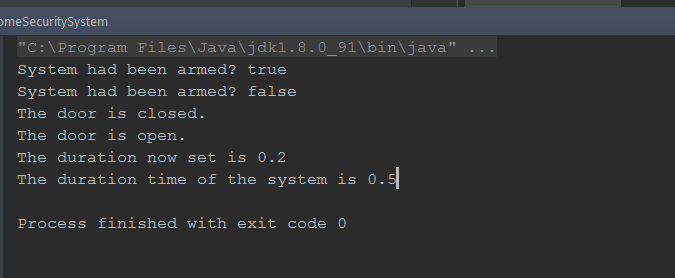 omeSecuritySystem
"C:\Program Files\Java\jdk1.8.0_91\bin\java" ...
System had been armed? true
System had been armed? false
The door is closed.
The door is open.
The duration now set is 0.2
The duration time of the system is 0.5
Process finished with exit code 0